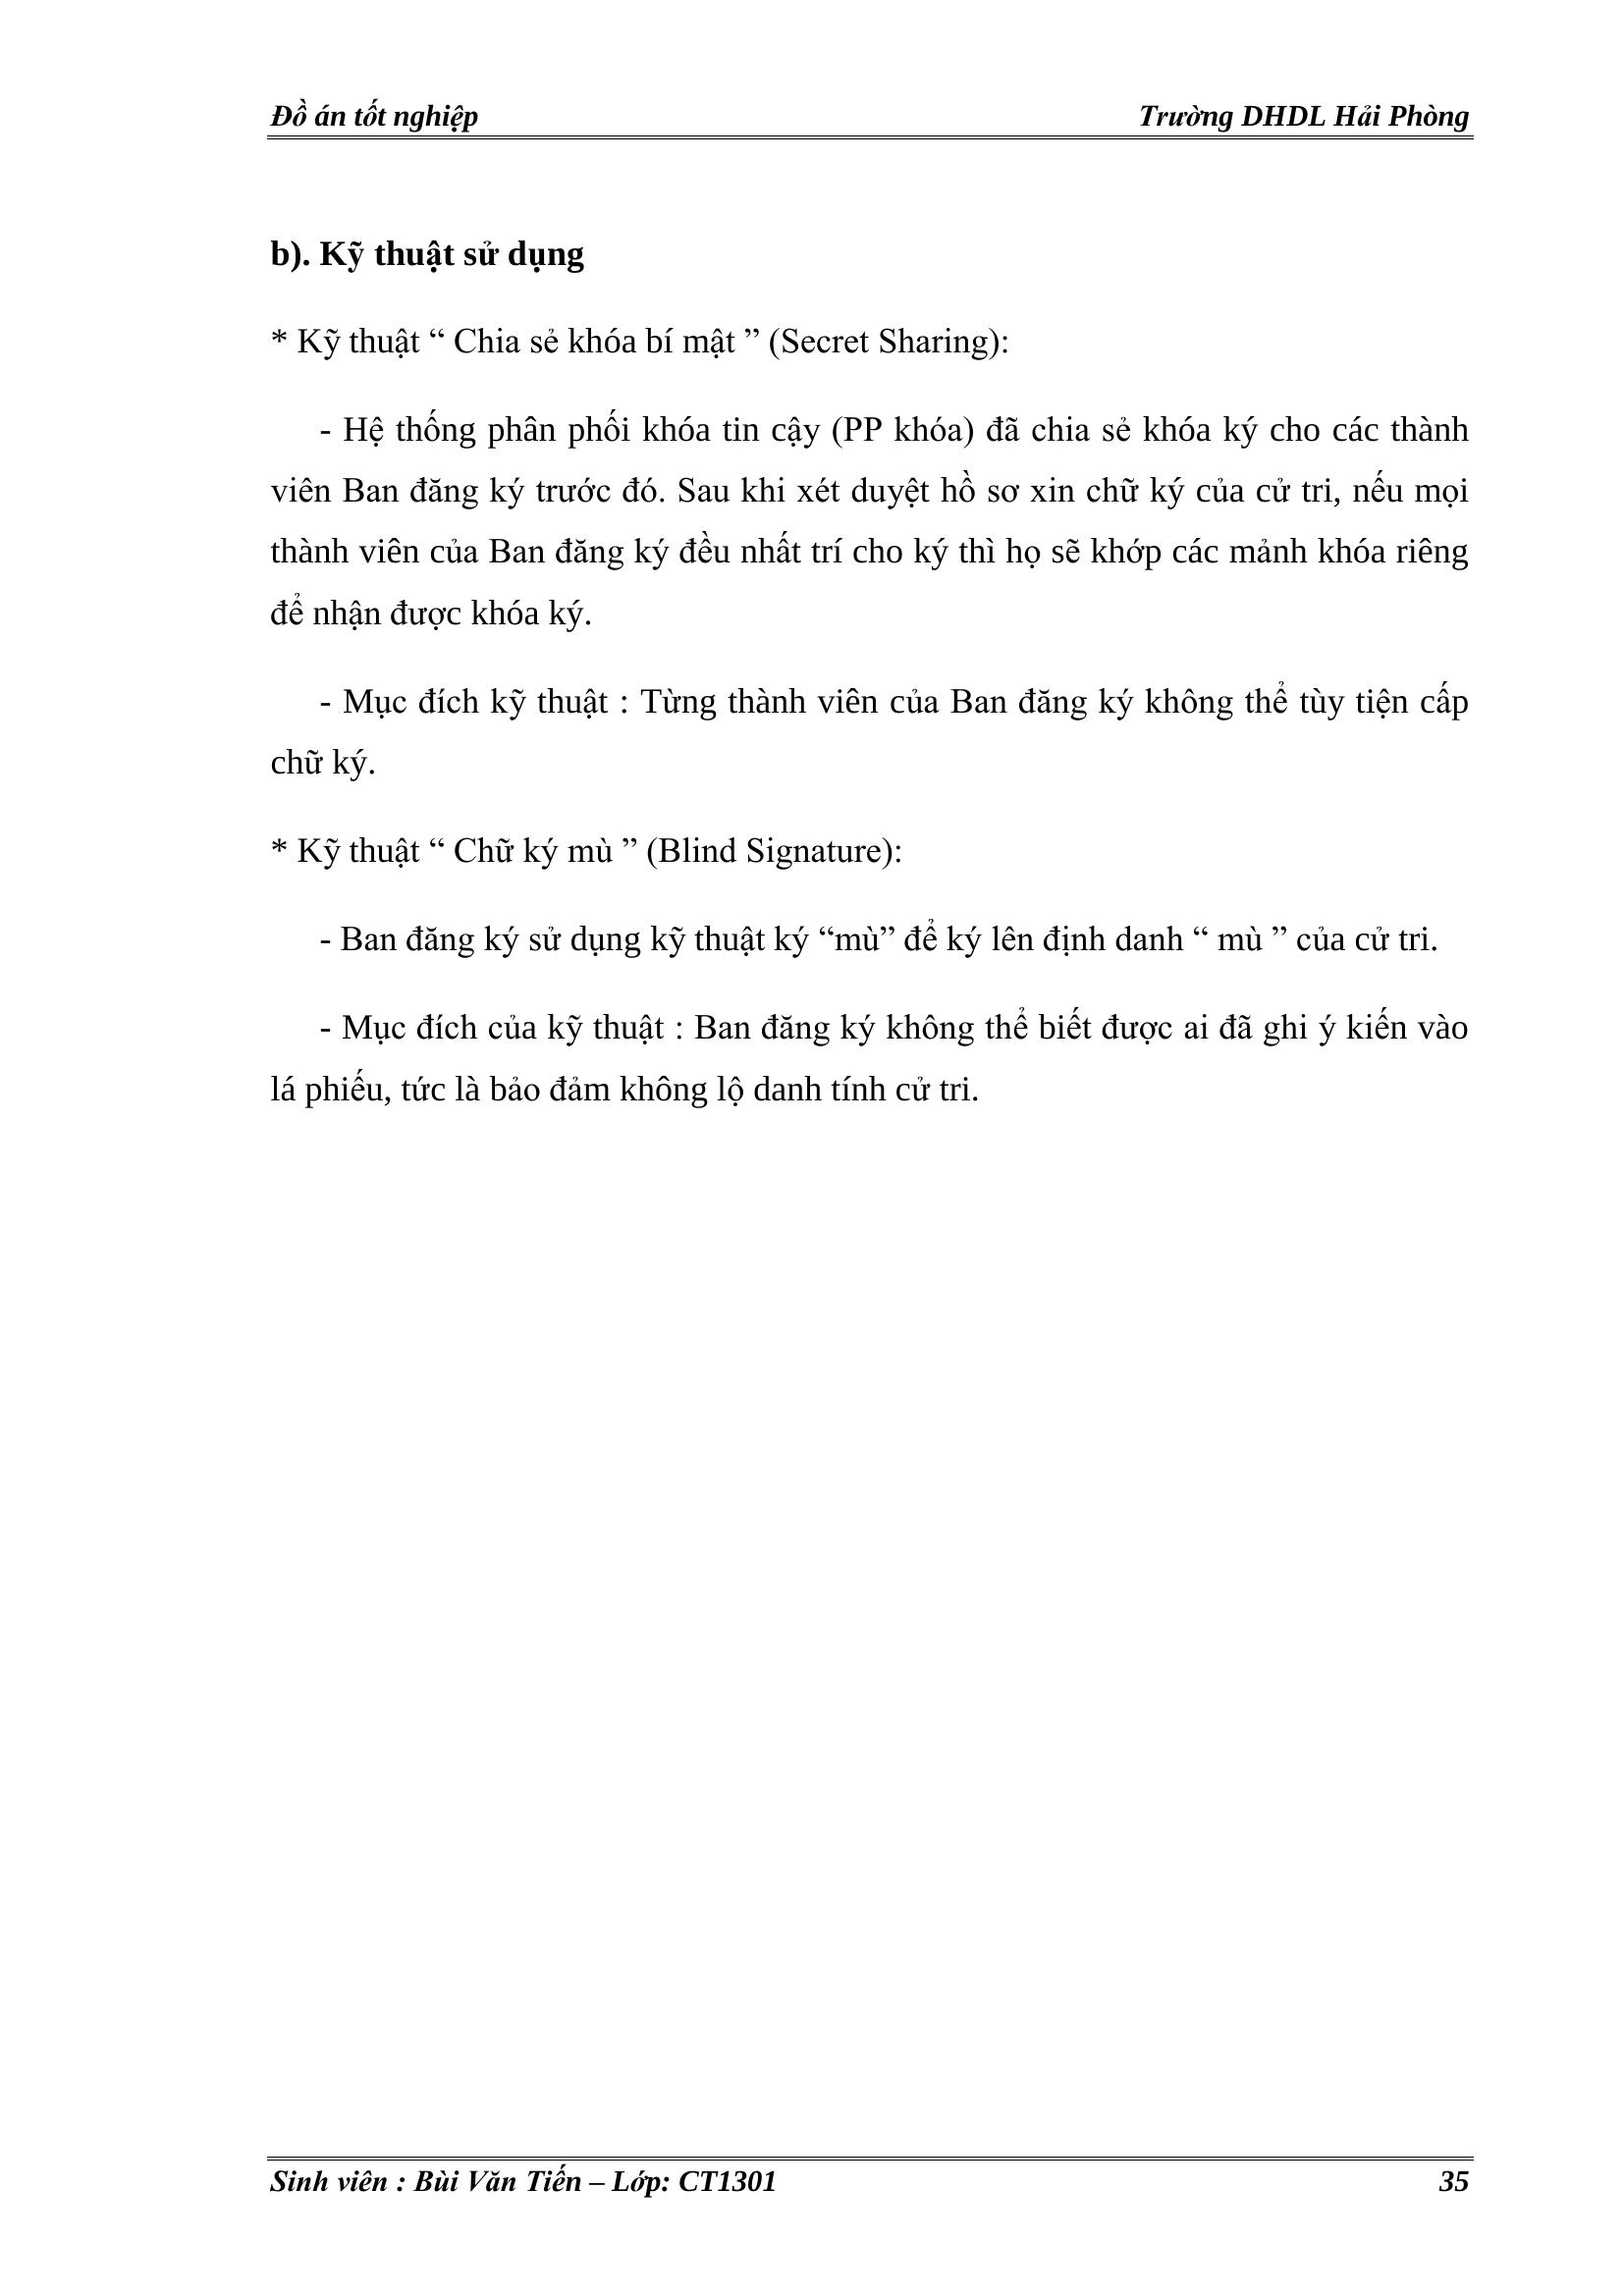 Đồ án tốt nghiệp Trường DHDL Hải Phòng
b). Kỹ thuật sử dụng
* Kỹ thuật “ Chia sẻ khóa bí mật ” (Secret Sharing):
- Hệ thống phân phối khóa tin cậy (PP khóa) đã chia sẻ khóa ký cho các thành
viên Ban đăng ký trước đó. Sau khi xét duyệt hồ sơ xin chữ ký của cử tri, nếu mọi
thành viên của Ban đăng ký đều nhất trí cho ký thì họ sẽ khớp các mảnh khóa riêng
để nhận được khóa ký.
- Mục đích kỹ thuật : Từng thành viên của Ban đăng ký không thể tùy tiện cấp
chữ ký.
* Kỹ thuật “ Chữ ký mù ” (Blind Signature):
- Ban đăng ký sử dụng kỹ thuật ký “mù” để ký lên định danh “ mù ” của cử tri.
- Mục đích của kỹ thuật : Ban đăng ký không thể biết được ai đã ghi ý kiến vào
lá phiếu, tức là bảo đảm không lộ danh tính cử tri.
Sinh viên : Bùi Văn Tiến – Lớp: CT1301 35